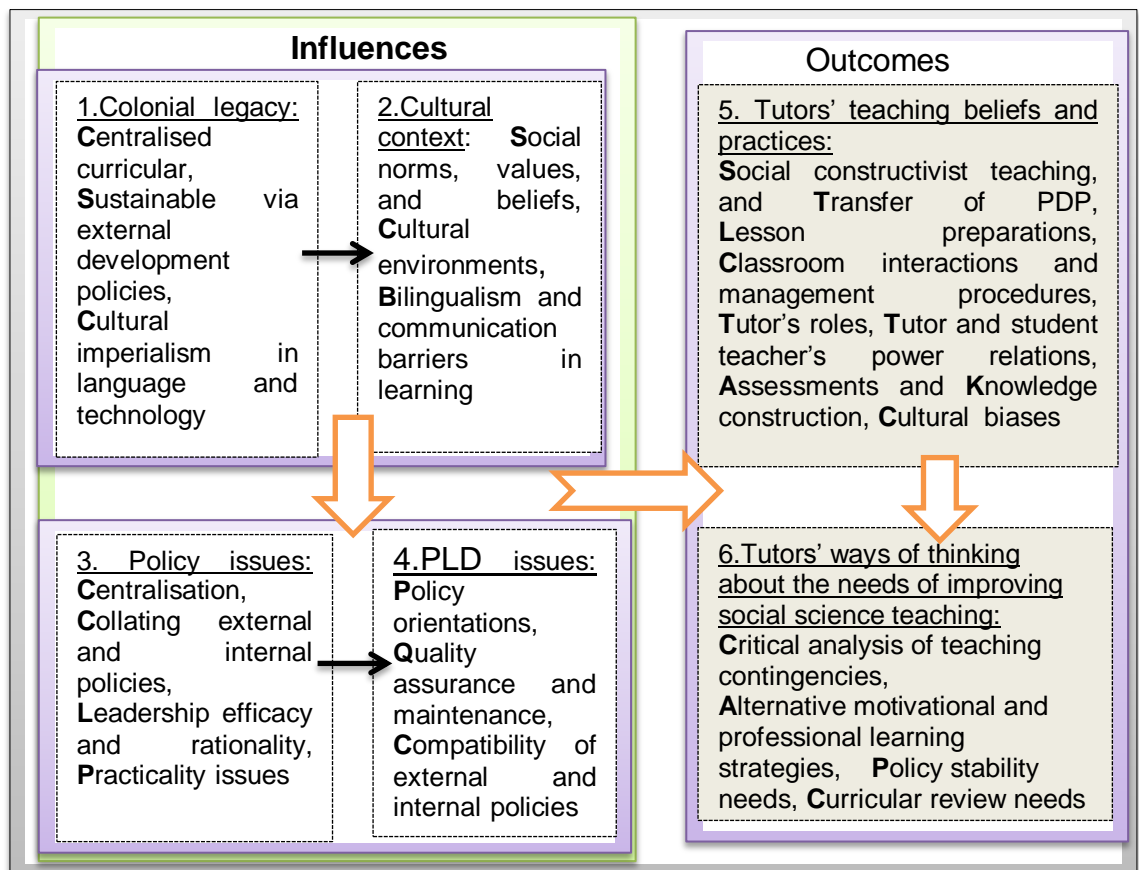 Influences
1.Colonial legacy:
Centralised
curricular,
Sustainable via
external
development
policies,
Cultural
imperialism in
language and
technology
2.Cultural
context: Social
norms, values,
and beliefs,
Cultural
environments,
Bilingualism and
communication
barriers in
learning
3. Policy issues:
Centralisation,
Collating external
and internal
policies,
Leadership efficacy
and rationality,
Practicality issues
4.PLD issues:
Policy
orientations,
Quality
assurance and
maintenance,
Compatibility of
external and
internal policies
Outcomes
5. Tutors’ teaching beliefs and
practices:
Social constructivist teaching,
and Transfer of PDP,
Lesson preparations,
Classroom interactions and
management procedures,
Tutor’s roles, Tutor and student
teacher’s power relations,
Assessments and Knowledge
construction, Cultural biases
6.Tutors’ ways of thinking
about the needs of improving
social science teaching:
Critical analysis of teaching
contingencies,
Alternative motivational and
professional learning
strategies, Policy stability
needs, Curricular review needs